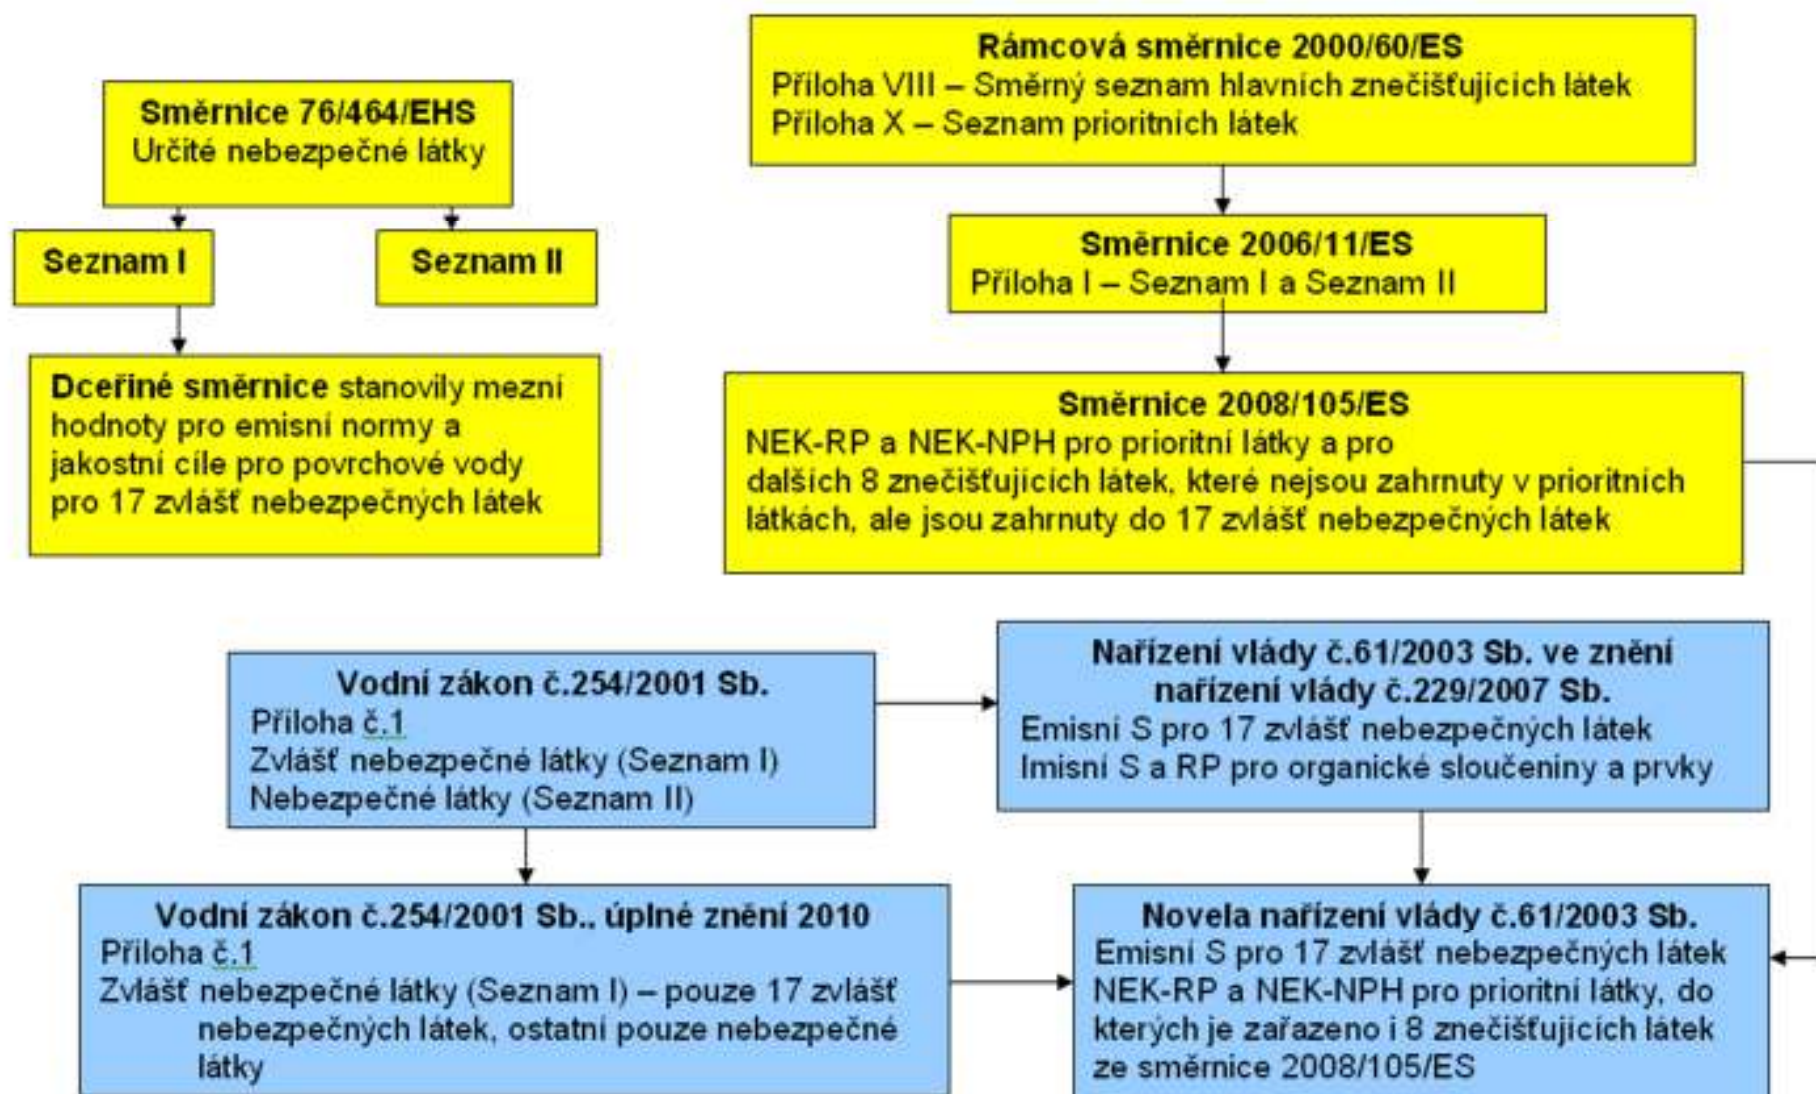 Směrnice 76/464/EHS
Určité nebezpečné látky
Seznam I
Seznam II
Dceřiné směrnice stanovily mezní
hodnoty pro emisní normy a
jakostní cíle pro povrchové vody
pro 17 zvlášť nebezpečných látek
Rámcová směrnice 2000/60/ES
Příloha VIII – Směrný seznam hlavních znečišťujících látek
Příloha X – Seznam prioritních látek
Směrnice 2006/11/ES
Příloha I – Seznam I a Seznam II
Směrnice 2008/105/ES
NEK-RP a NEK-NPH pro prioritní látky a pro
dalších 8 znečišťujících látek, které nejsou zahrnuty v prioritních
látkách, ale jsou zahrnuty do 17 zvlášť nebezpečných látek
Vodní zákon č.254/2001 Sb.
Příloha č.1
Zvlášť nebezpečné látky (Seznam I)
Nebezpečné látky (Seznam II)
Nařízení vlády č.61/2003 Sb. ve znění
nařízení vlády č.229/2007 Sb.
Emisní S pro 17 zvlášť nebezpečných látek
Imisní S a RP pro organické sloučeniny a prvky
Vodní zákon č.254/2001 Sb., úplné znění 2010
Příloha č.1
Zvlášť nebezpečné látky (Seznam I) – pouze 17 zvlášť
nebezpečných látek, ostatní pouze nebezpečné
látky
Novela nařízení vlády č.61/2003 Sb.
Emisní S pro 17 zvlášť nebezpečných látek
NEK-RP a NEK-NPH pro prioritní látky, do
kterých je zařazeno i 8 znečišťujících látek
ze směrnice 2008/105/ES